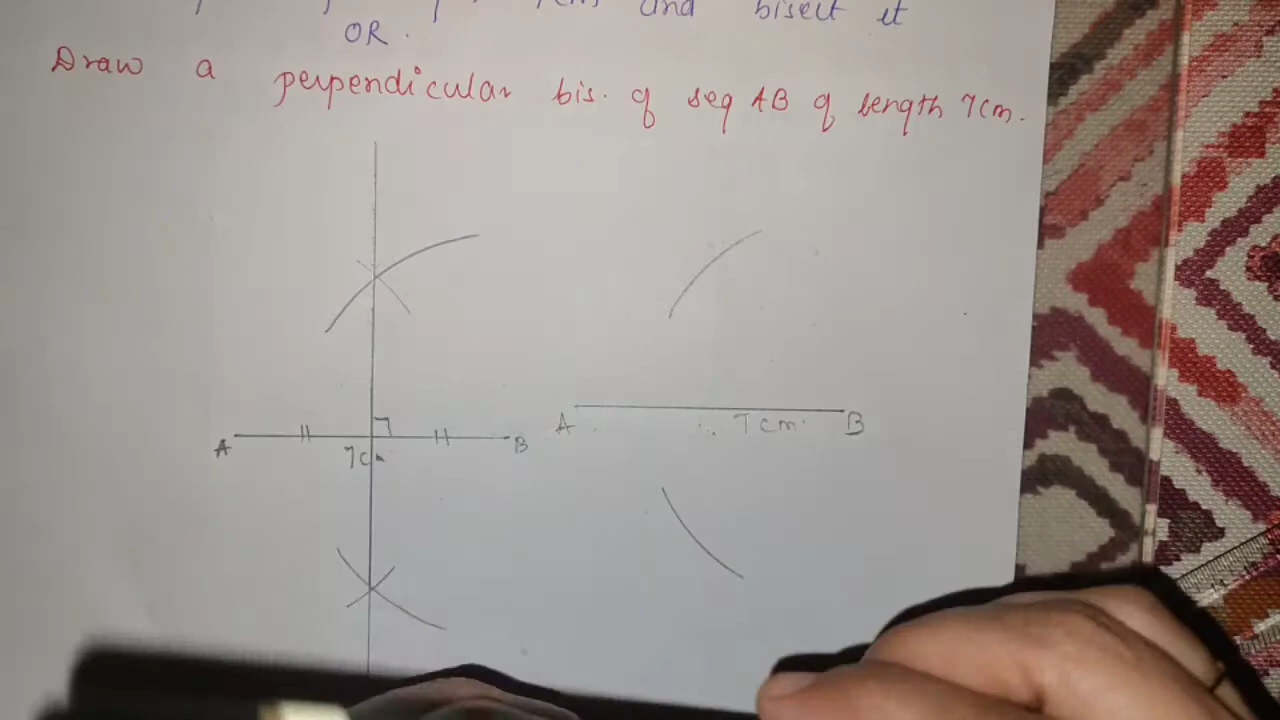 and bisect it
OR.
Draw a perpendicular bis. of seg AB of length 7cm.
A 7cm B
A 7cm. B